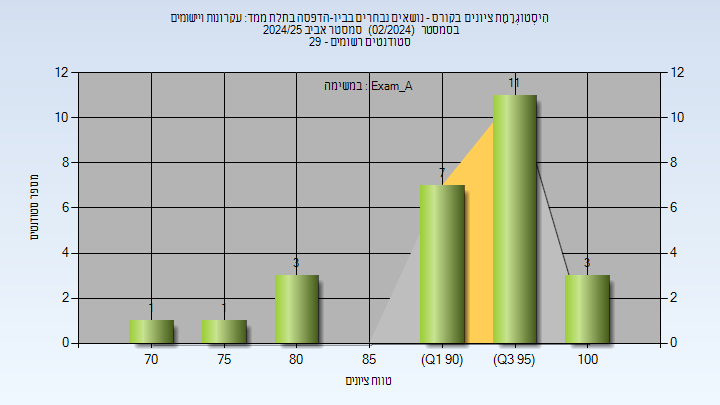 הִיסְטוֹגְרָמַת ציונים בקורס - נושאים נבחרים בביו-הדפסה בתלת ממד: עקרונות ויישומים
בסמסטר (02/2024) סמסטר אביב 2024/25
סטודנטים רשומים - 29
במשימה : Exam_A
מספר סטודנטים
12 12
10 10
8 8
6 6
4 4
2 2
0 0
1 1 3 7 11 3
70 75 80 85 (Q1 90) (Q3 95) 100
טווח ציונים